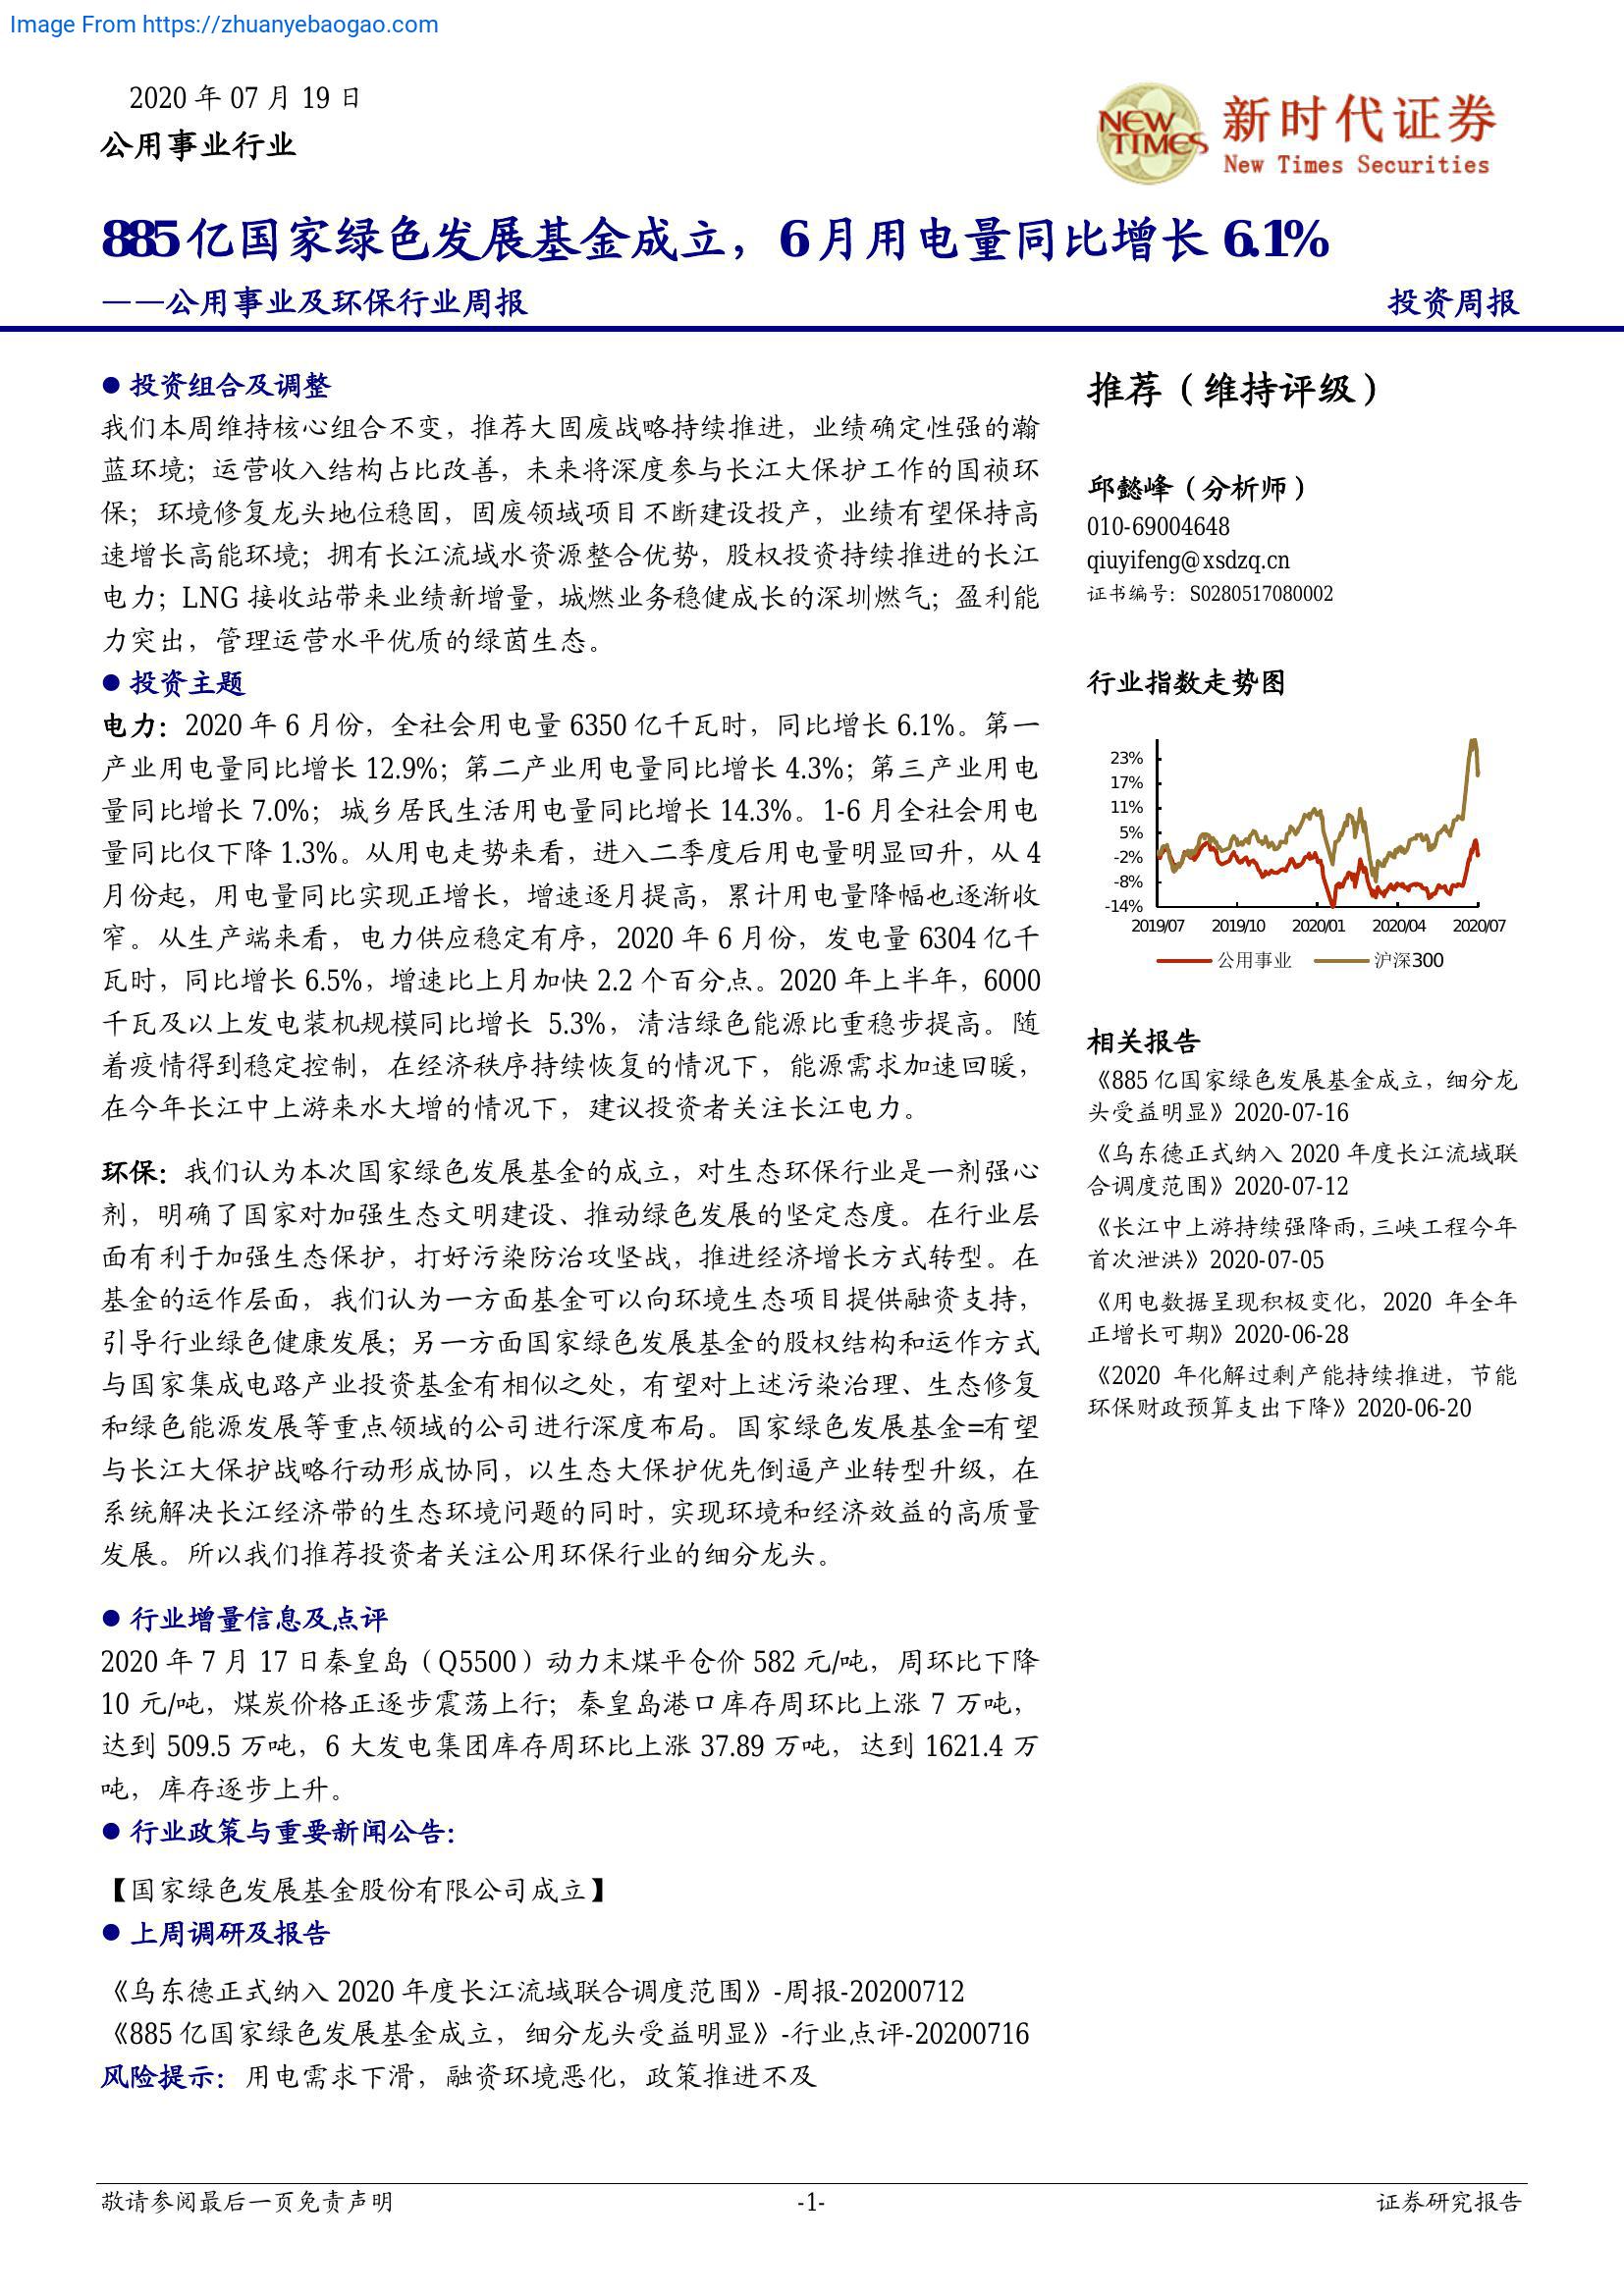 Image From https://zhuanyebaogao.com
2020 年 07 月 19 日
公用事业行业
NEW TIMES
新时代证券
New Times Securities
885 亿国家绿色发展基金成立，6 月用电量同比增长 6.1%
——公用事业及环保行业周报
投资周报
● 投资组合及调整
我们本周维持核心组合不变，推荐大固废战略持续推进，业绩确定性强的瀚
蓝环境；运营收入结构占比改善，未来将深度参与长江大保护工作的国祯环
保；环境修复龙头地位稳固，固废领域项目不断建设投产，业绩有望保持高
速增长高能环境；拥有长江流域水资源整合优势，股权投资持续推进的长江
电力；LNG 接收站带来业绩新增量，城燃业务稳健成长的深圳燃气；盈利能
力突出，管理运营水平优质的绿茵生态。
● 投资主题
电力：2020 年 6 月份，全社会用电量 6350 亿千瓦时，同比增长 6.1%。第一
产业用电量同比增长 12.9%；第二产业用电量同比增长 4.3%；第三产业用电
量同比增长 7.0%；城乡居民生活用电量同比增长 14.3%。1-6 月全社会用电
量同比仅下降 1.3%。从用电走势来看，进入二季度后用电量明显回升，从 4
月份起，用电量同比实现正增长，增速逐月提高，累计用电量降幅也逐渐收
窄。从生产端来看，电力供应稳定有序，2020 年 6 月份，发电量 6304 亿千
瓦时，同比增长 6.5%，增速比上月加快 2.2 个百分点。2020 年上半年，6000
千瓦及以上发电装机规模同比增长 5.3%，清洁绿色能源比重稳步提高。随
着疫情得到稳定控制，在经济秩序持续恢复的情况下，能源需求加速回暖，
在今年长江中上游来水大增的情况下，建议投资者关注长江电力。
环保：我们认为本次国家绿色发展基金的成立，对生态环保行业是一剂强心
剂，明确了国家对加强生态文明建设、推动绿色发展的坚定态度。在行业层
面有利于加强生态保护，打好污染防治攻坚战，推进经济增长方式转型。在
基金的运作层面，我们认为一方面基金可以向环境生态项目提供融资支持，
引导行业绿色健康发展；另一方面国家绿色发展基金的股权结构和运作方式
与国家集成电路产业投资基金有相似之处，有望对上述污染治理、生态修复
和绿色能源发展等重点领域的公司进行深度布局。国家绿色发展基金=有望
与长江大保护战略行动形成协同，以生态大保护优先倒逼产业转型升级，在
系统解决长江经济带的生态环境问题的同时，实现环境和经济效益的高质量
发展。所以我们推荐投资者关注公用环保行业的细分龙头。
● 行业增量信息及点评
2020 年 7 月 17 日秦皇岛（Q5500）动力末煤平仓价 582 元/吨，周环比下降
10 元/吨，煤炭价格正逐步震荡上行；秦皇岛港口库存周环比上涨 7 万吨，
达到 509.5 万吨，6 大发电集团库存周环比上涨 37.89 万吨，达到 1621.4 万
吨，库存逐步上升。
● 行业政策与重要新闻公告：
【国家绿色发展基金股份有限公司成立】
● 上周调研及报告
《乌东德正式纳入 2020 年度长江流域联合调度范围》-周报-20200712
《885 亿国家绿色发展基金成立，细分龙头受益明显》-行业点评-20200716
风险提示：用电需求下滑，融资环境恶化，政策推进不及
推荐（维持评级）
邱懿峰（分析师）
010-69004648
qiuyifeng@xsdzq.cn
证书编号：S0280517080002
行业指数走势图
23%
17%
11%
5%
-2%
-8%
-14%
2019/07 2019/10 2020/01 2020/04 2020/07
公用事业 沪深300
相关报告
《885 亿国家绿色发展基金成立，细分龙
头受益明显》2020-07-16
《乌东德正式纳入 2020 年度长江流域联
合调度范围》2020-07-12
《长江中上游持续强降雨，三峡工程今年
首次泄洪》2020-07-05
《用电数据呈现积极变化，2020 年全年
正增长可期》2020-06-28
《2020 年化解过剩产能持续推进，节能
环保财政预算支出下降》2020-06-20
敬请参阅最后一页免责声明
-1-
证券研究报告